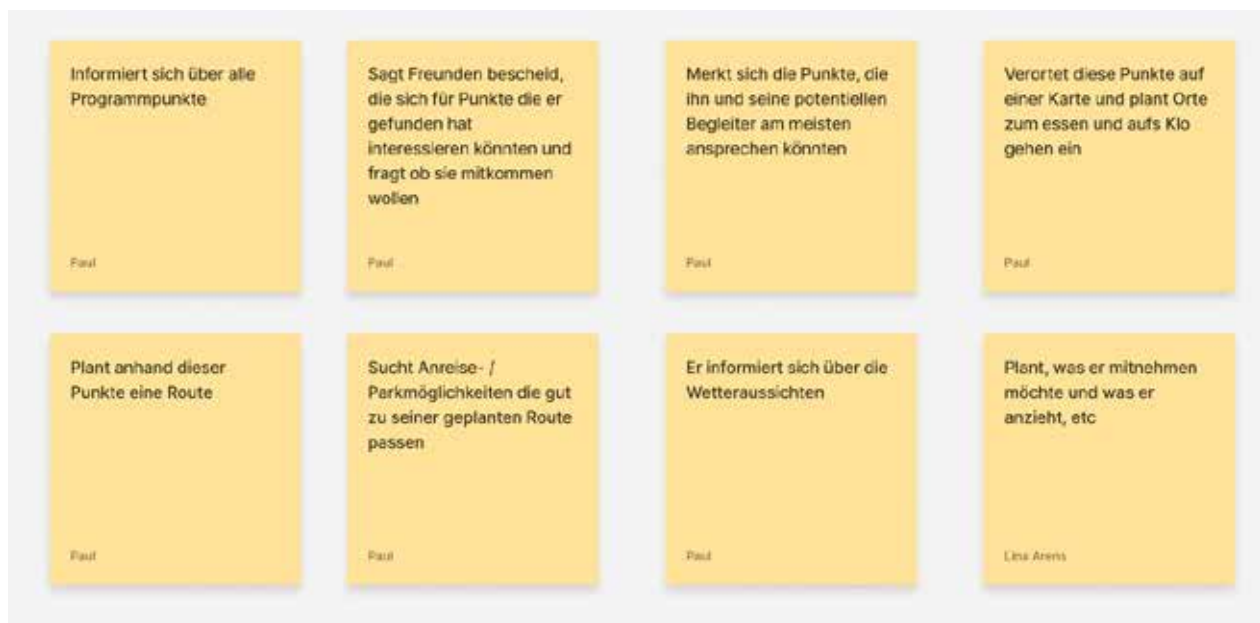 Informiert sich über alle
Programmpunkte
Paul
Sagt Freunden bescheid,
die sich für Punkte die er
gefunden hat
interessieren könnten und
fragt ob sie mitkommen
wollen
Paul
Merkt sich die Punkte, die
ihn und seine potentiellen
Begleiter am meisten
ansprechen könnten
Paul
Verortet diese Punkte auf
einer Karte und plant Orte
zum essen und aufs Klo
gehen ein
Paul
Plant anhand dieser
Punkte eine Route
Paul
Sucht Anreise- /
Parkmöglichkeiten die gut
zu seiner geplanten Route
passen
Paul
Er informiert sich über die
Wetteraussichten
Paul
Plant, was er mitnehmen
möchte und was er
anzieht, etc
Lina Arens